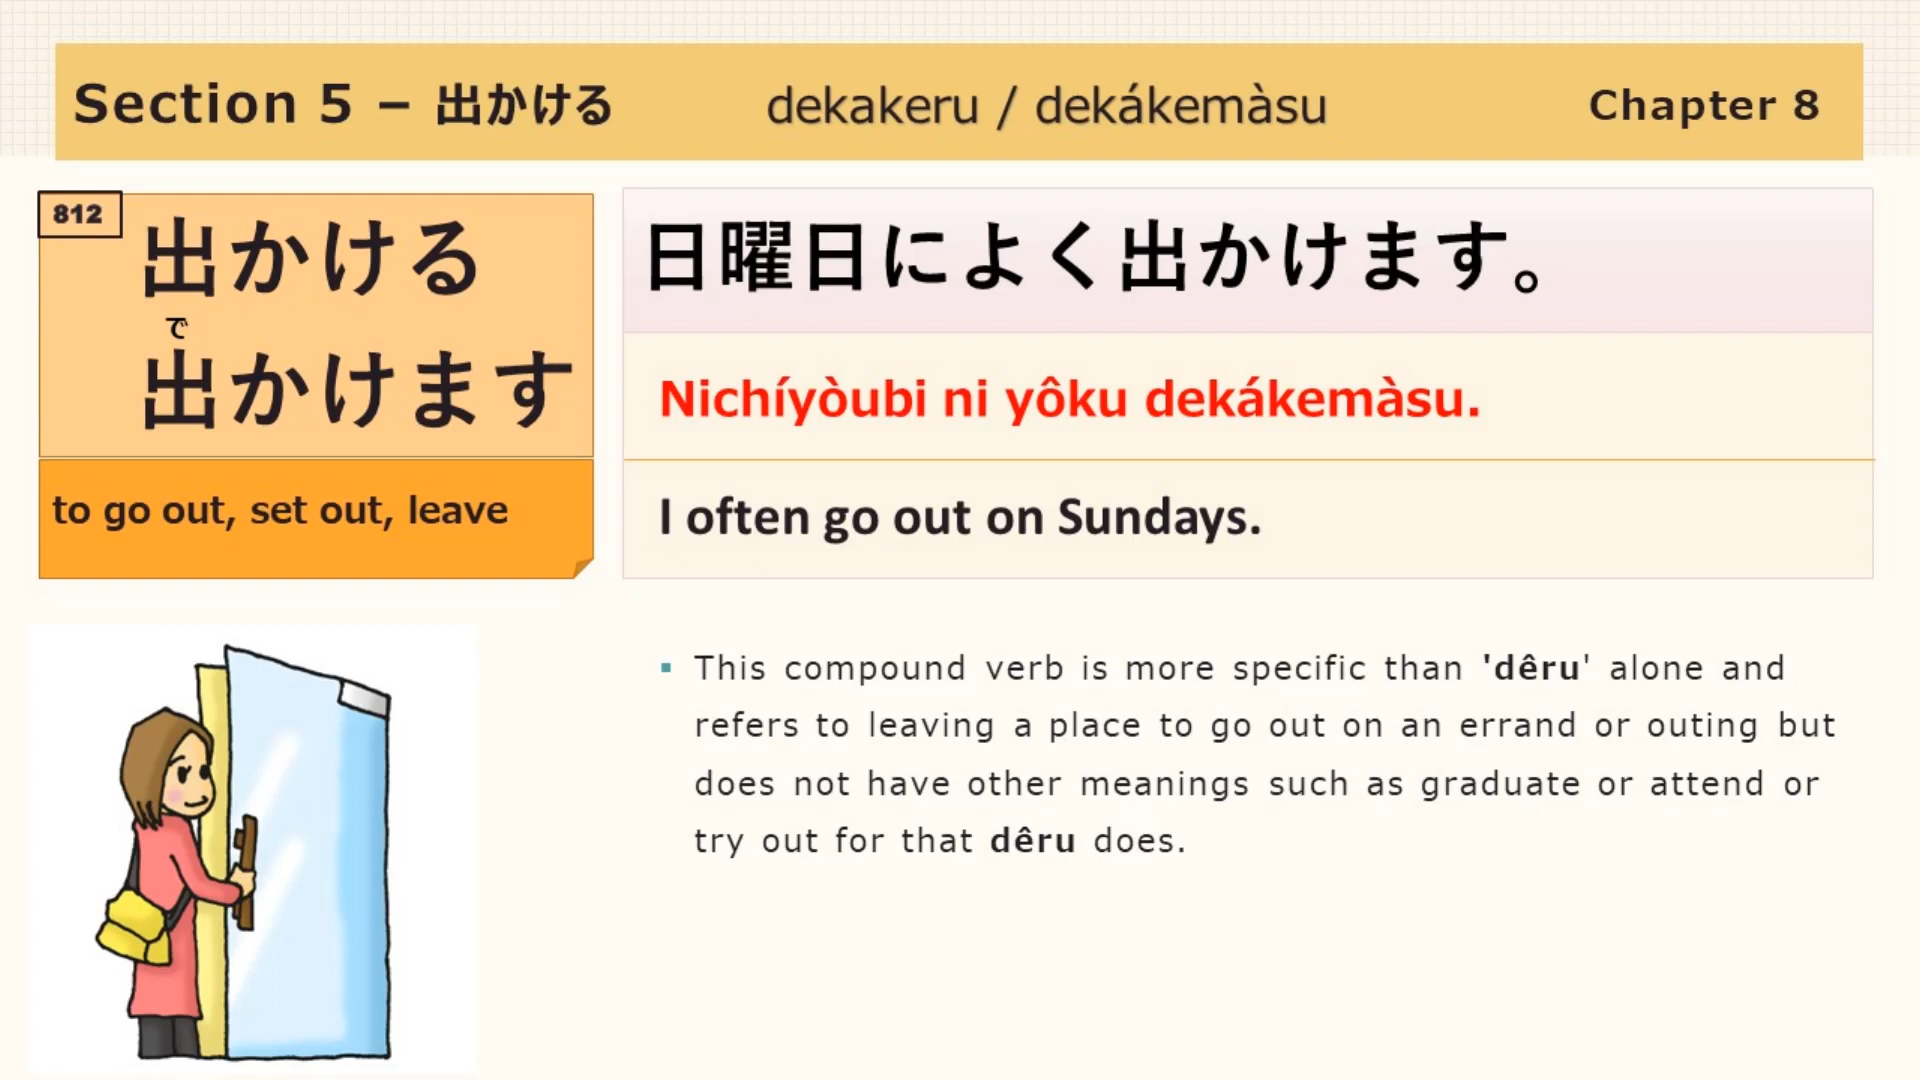 Section 5 – 出かける dekakeru / dekákemàsu Chapter 8
812
出かける
で
出かけます
to go out, set out, leave
日曜日によく出かけます。
Nichíyòubi ni yôku dekákemàsu.
I often go out on Sundays.
▪ This compound verb is more specific than 'dêru' alone and
refers to leaving a place to go out on an errand or outing but
does not have other meanings such as graduate or attend or
try out for that dêru does.